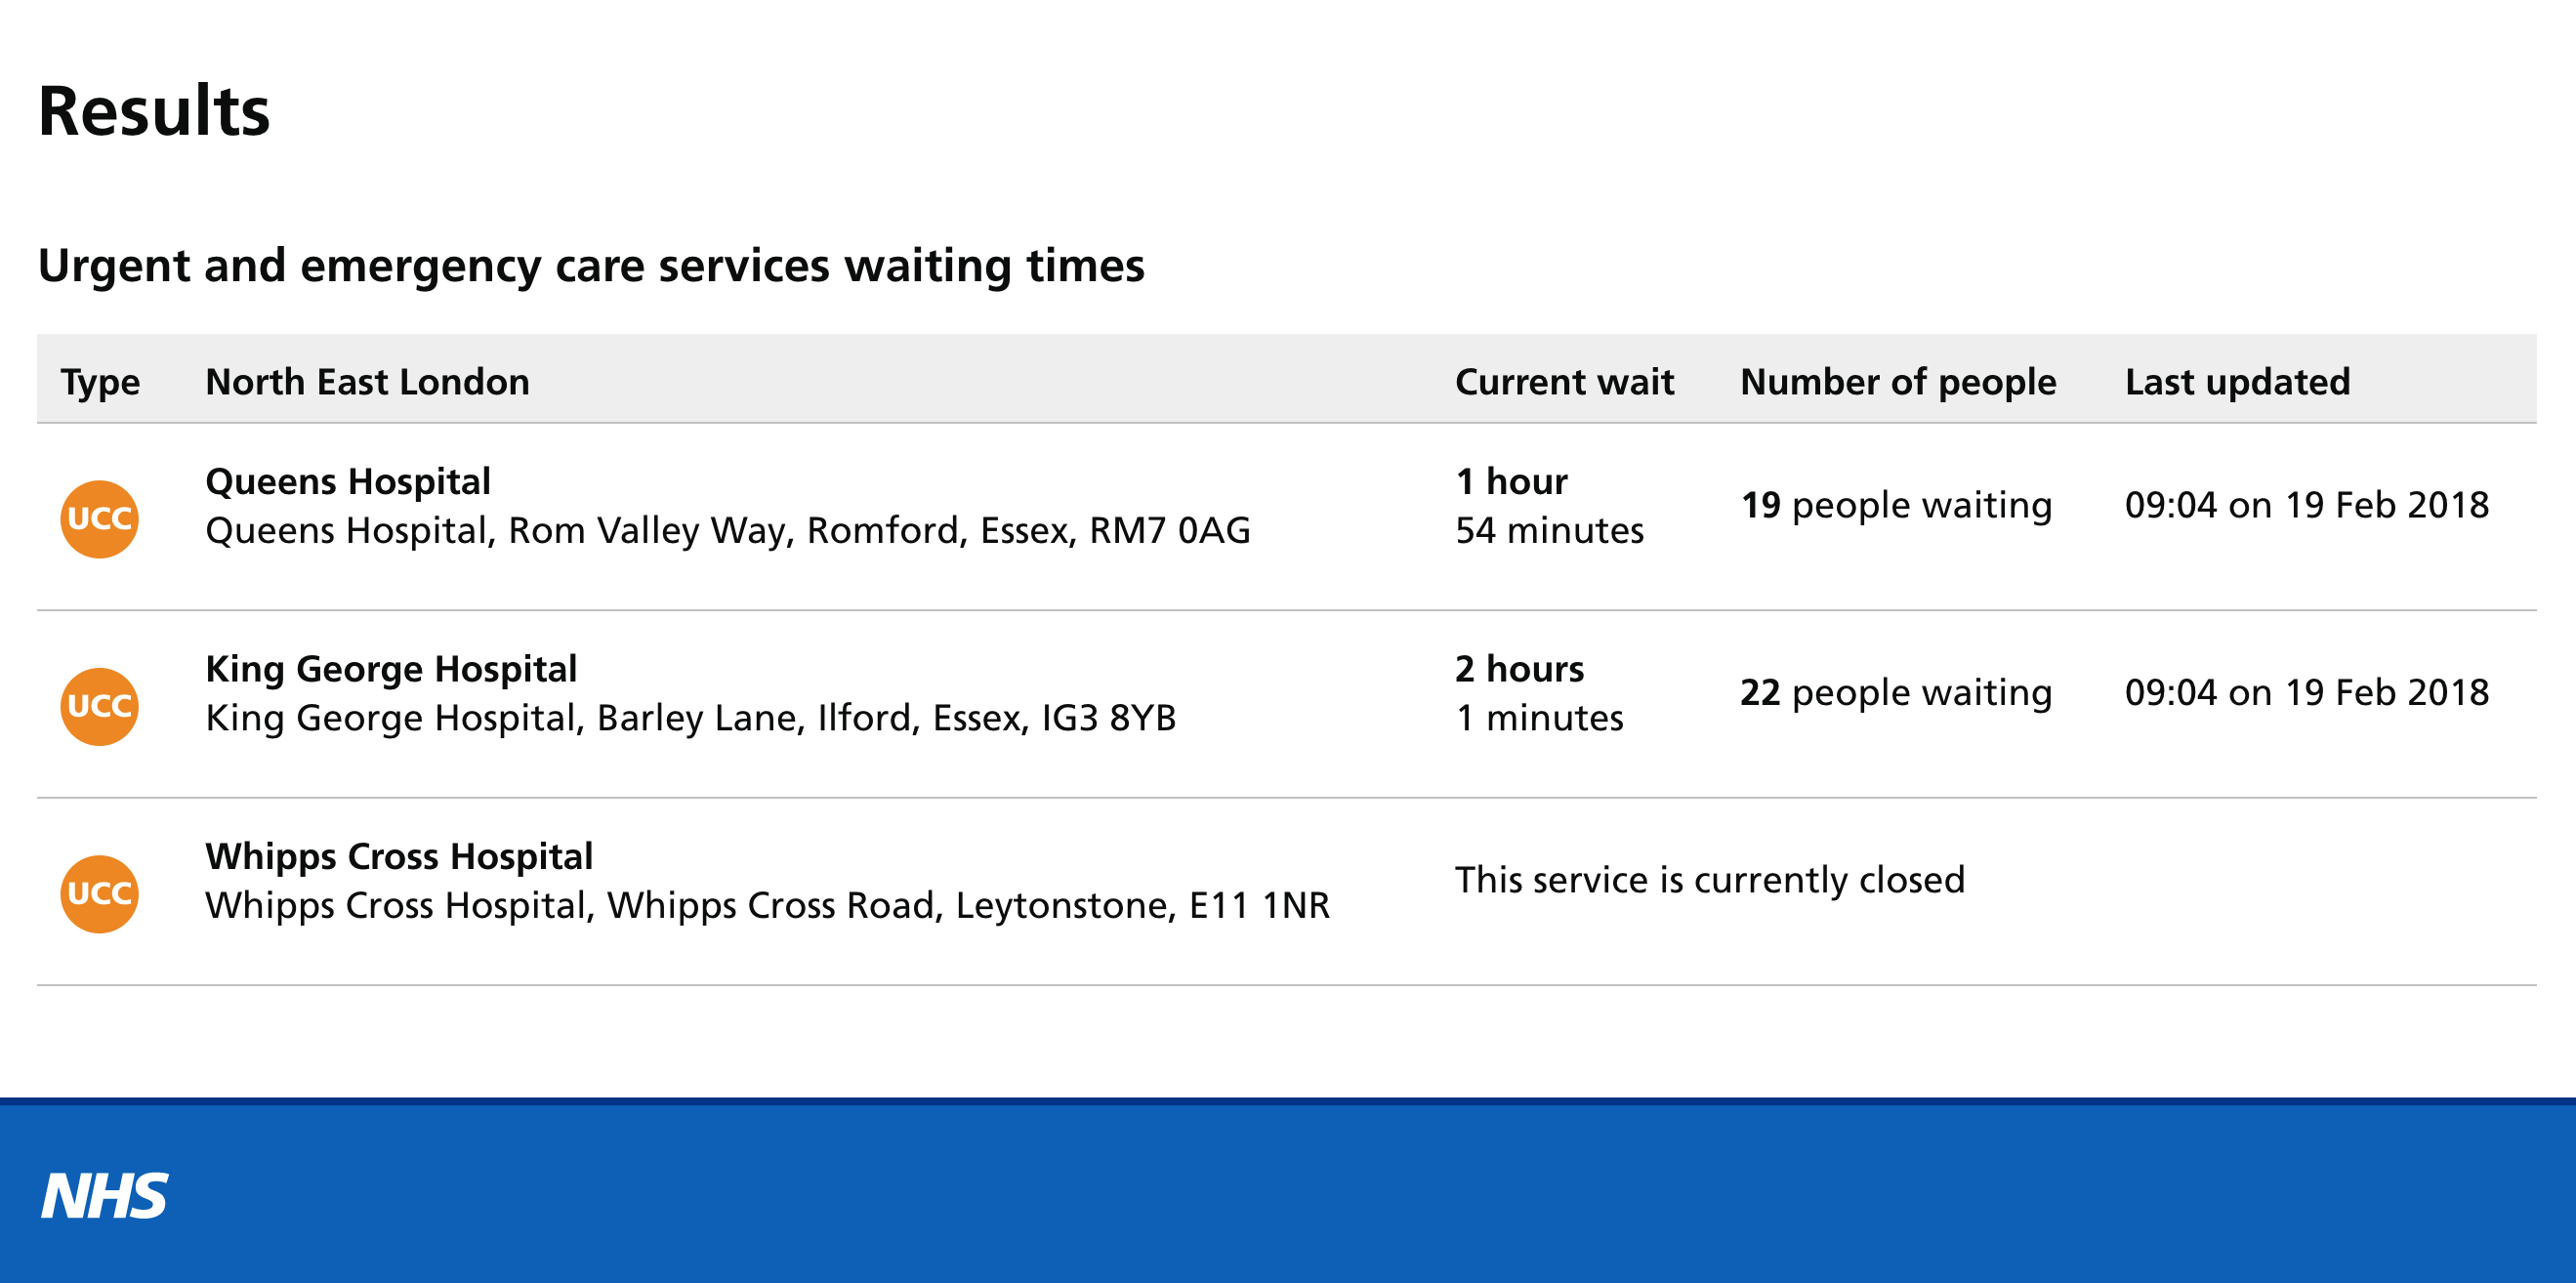 Results
Urgent and emergency care services waiting times
Type North East London Current wait Number of people Last updated
UCC
Queens Hospital
Queens Hospital, Rom Valley Way, Romford, Essex, RM7 0AG
1 hour
54 minutes
19 people waiting
09:04 on 19 Feb 2018
UCC
King George Hospital
King George Hospital, Barley Lane, Ilford, Essex, IG3 8YB
2 hours
1 minutes
22 people waiting
09:04 on 19 Feb 2018
UCC
Whipps Cross Hospital
Whipps Cross Hospital, Whipps Cross Road, Leytonstone, E11 1NR
This service is currently closed
NHS